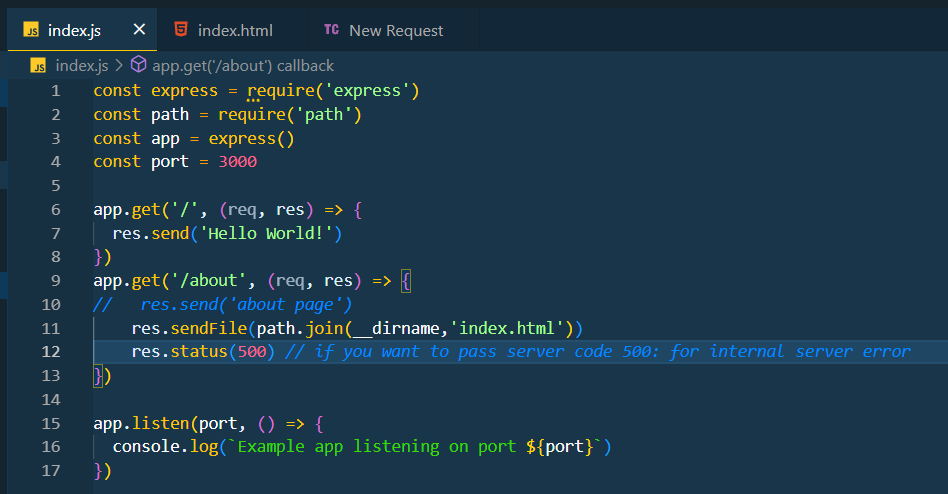 JS index.js × index.html TC New Request
JS index.js > app.get('/about') callback
1 const express = require('express')
2 const path = require('path')
3 const app = express()
4 const port = 3000
5
6 app.get('/', (req, res) => {
7   res.send('Hello World!')
8 })
9 app.get('/about', (req, res) => {
10 //   res.send('about page')
11     res.sendFile(path.join(__dirname,'index.html'))
12     res.status(500) // if you want to pass server code 500: for internal server error
13 })
14
15 app.listen(port, () => {
16   console.log(`Example app listening on port ${port}`)
17 })